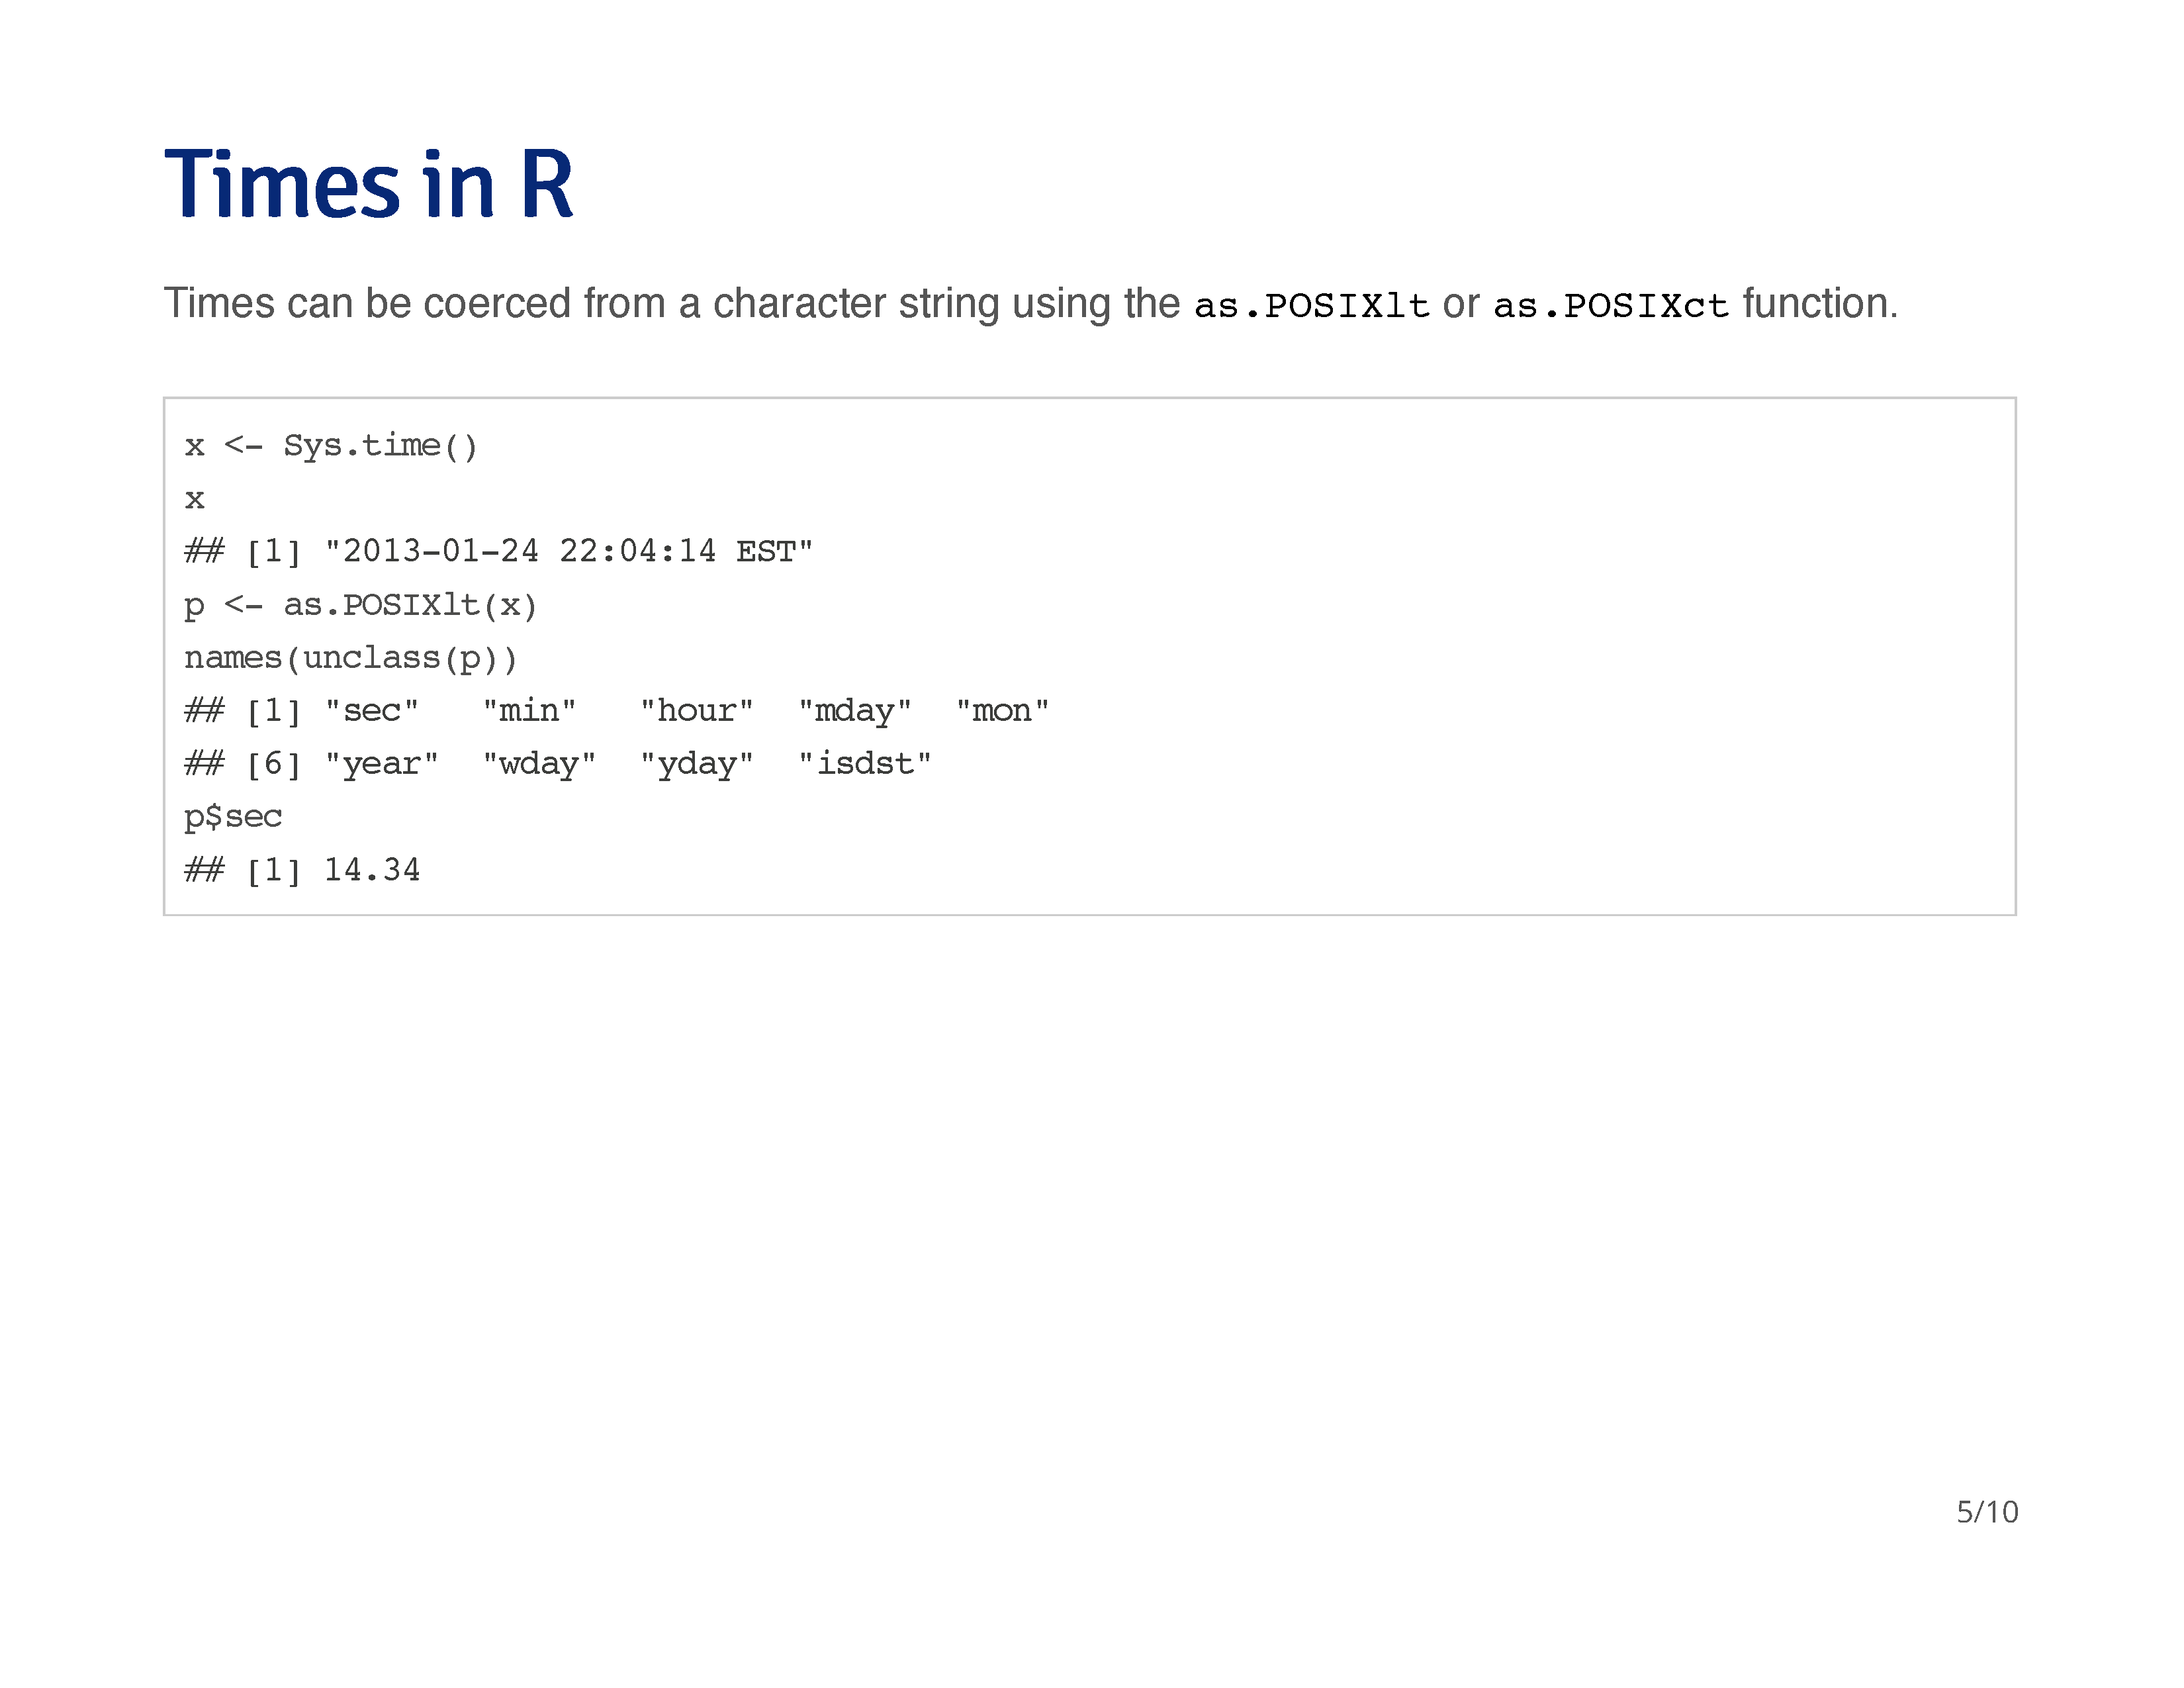 Times in R
Times can be coerced from a character string using the as.POSIXlt or as.POSIXct function.
x <- Sys.time()
x
## [1] "2013-01-24 22:04:14 EST"
p <- as.POSIXlt(x)
names(unclass(p))
## [1] "sec"   "min"   "hour"  "mday"  "mon"
## [6] "year"  "wday"  "yday"  "isdst"
p$sec
## [1] 14.34
5/10